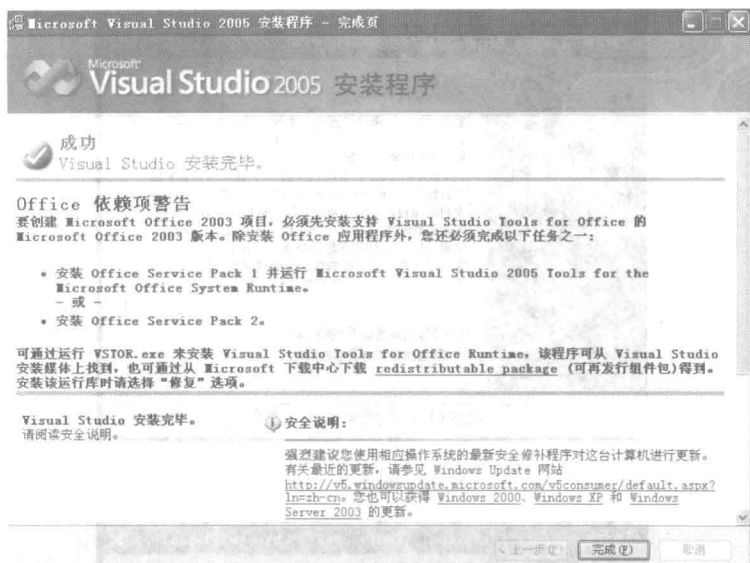 Microsoft Visual Studio 2005 安装程序 - 完成页
Microsoft
Visual Studio 2005 安装程序
成功
Visual Studio 安装完毕。
Office 依赖项警告
要创建 Microsoft Office 2003 项目，必须先安装支持 Visual Studio Tools for Office 的
Microsoft Office 2003 版本。除安装 Office 应用程序外，您还必须完成以下任务之一：
• 安装 Office Service Pack 1 并运行 Microsoft Visual Studio 2005 Tools for the
Microsoft Office System Runtime。
- 或 -
• 安装 Office Service Pack 2。
可通过运行 VSTOR.exe 来安装 Visual Studio Tools for Office Runtime，该程序可从 Visual Studio
安装媒体上找到，也可通过从 Microsoft 下载中心下载 redistributable package (可再发行组件包)得到。
安装该运行库时请选择“修复”选项。
Visual Studio 安装完毕。
请阅读安全说明。
安全说明：
强烈建议您使用相应操作系统的最新安全修补程序对这台计算机进行更新。
有关最近的更新，请参见 Windows Update 网站
http://v5.windowsupdate.microsoft.com/v5consumer/default.aspx?
ln=zh-cn。您也可以获得 Windows 2000、Windows XP 和 Windows
Server 2003 的更新。
<上一步(P)
完成(F)
取消